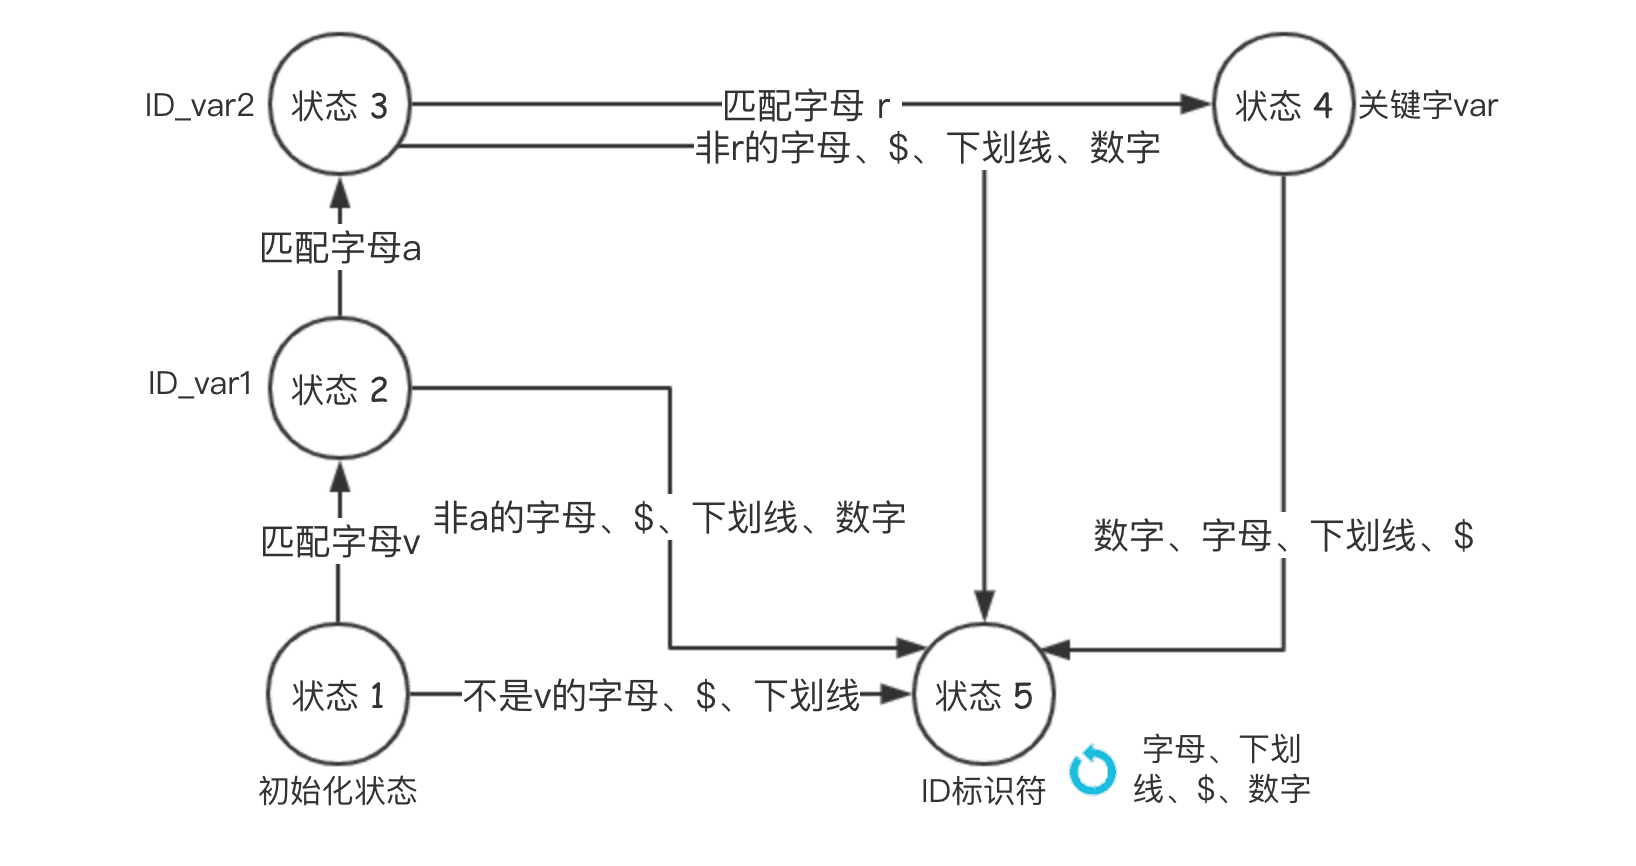 ID_var2
状态 3
匹配字母 r
状态 4
关键字var
非r的字母、$、下划线、数字
匹配字母a
ID_var1
状态 2
非a的字母、$、下划线、数字
数字、字母、下划线、$
匹配字母v
状态 1
不是v的字母、$、下划线
状态 5
初始化状态
ID标识符
字母、下划
线、$、数字